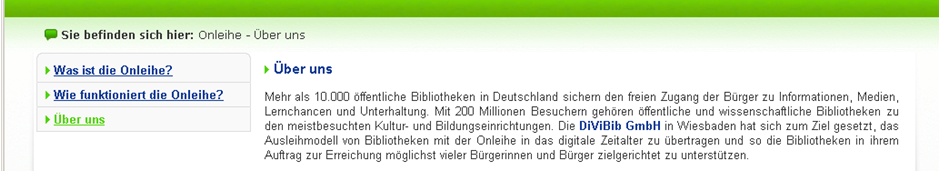 Sie befinden sich hier: Onleihe - Über uns
Was ist die Onleihe?
Wie funktioniert die Onleihe?
Über uns
Über uns
Mehr als 10.000 öffentliche Bibliotheken in Deutschland sichern den freien Zugang der Bürger zu Informationen, Medien,
Lernchancen und Unterhaltung. Mit 200 Millionen Besuchern gehören öffentliche und wissenschaftliche Bibliotheken zu
den meistbesuchten Kultur- und Bildungseinrichtungen. Die DiViBib GmbH in Wiesbaden hat sich zum Ziel gesetzt, das
Ausleihmodell von Bibliotheken mit der Onleihe in das digitale Zeitalter zu übertragen und so die Bibliotheken in ihrem
Auftrag zur Erreichung möglichst vieler Bürgerinnen und Bürger zielgerichtet zu unterstützen.